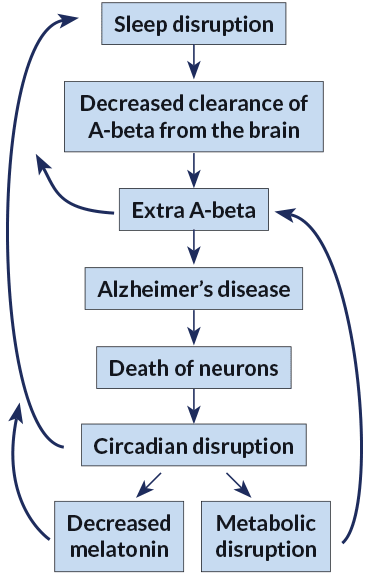 Sleep disruption
Decreased clearance of
A-beta from the brain
Extra A-beta
Alzheimer’s disease
Death of neurons
Circadian disruption
Decreased
melatonin
Metabolic
disruption